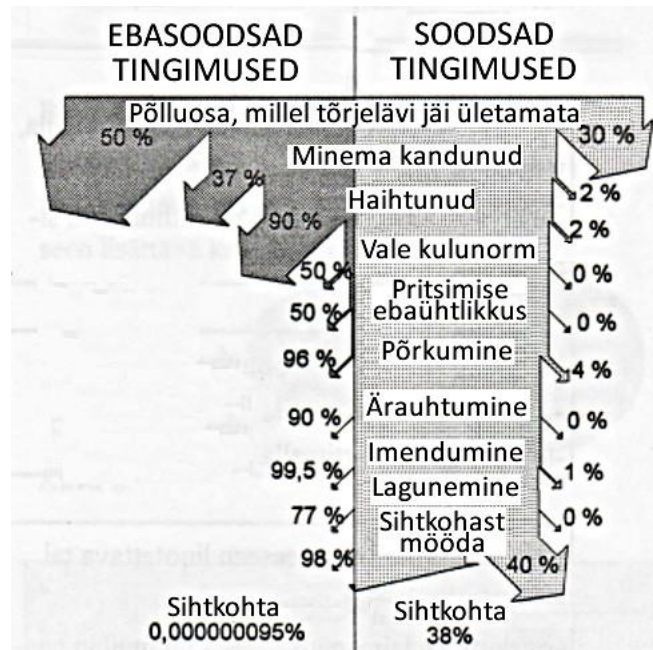 EBASOODSAD TINGIMUSED
SOODSAD TINGIMUSED
Põlluosa, millel tõrjelävi jäi ületamata
50 %
30 %
Minema kandunud
37 %
2 %
Haihtunud
90 %
2 %
Vale kulunorm
50%
0 %
Pritsimise
ebaühtlikkus
50 %
0 %
Põrkumine
96 %
4 %
Ärauhtumine
90 %
0 %
Imendumine
99,5 %
1 %
Lagunemine
77 %
0 %
Sihtkohast
mööda
98 %
40 %
Sihtkohta
0,000000095%
Sihtkohta
38%